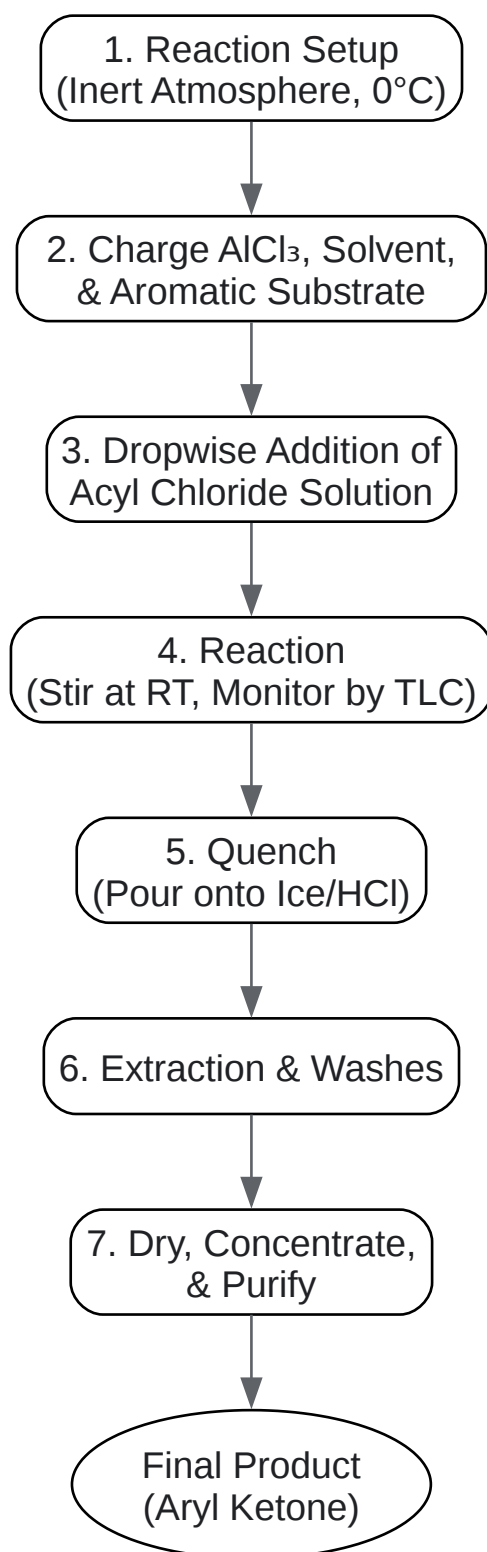 1. Reaction Setup
(Inert Atmosphere, 0°C)
2. Charge AlCl₃, Solvent,
& Aromatic Substrate
3. Dropwise Addition of
Acyl Chloride Solution
4. Reaction
(Stir at RT, Monitor by TLC)
5. Quench
(Pour onto Ice/HCl)
6. Extraction & Washes
7. Dry, Concentrate,
& Purify
Final Product
(Aryl Ketone)